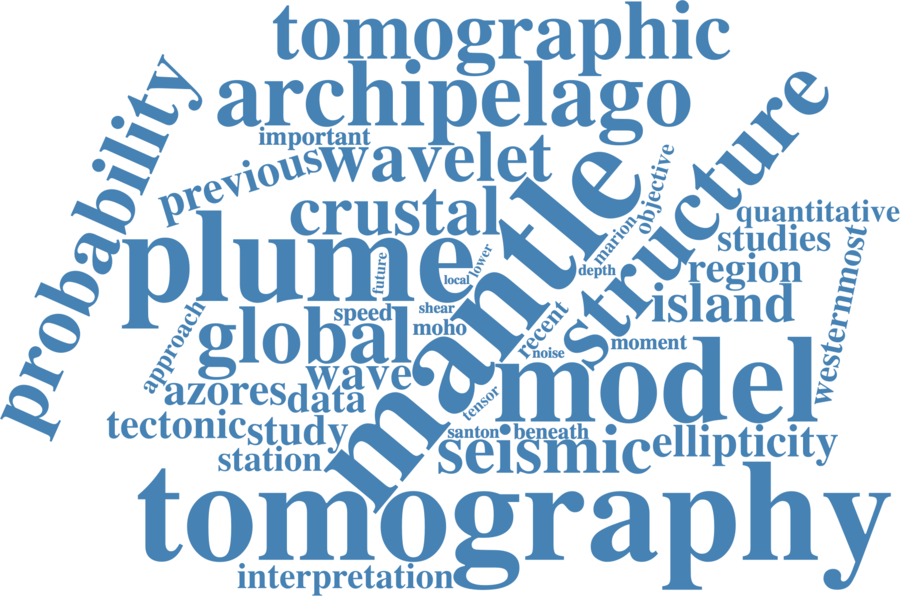 tomographic
archipelago
probability
important
wavelet
previous
structure
mantle
objective
crustal
marion
quantitative
plume
studies
lower
local
future
depth
region
westernmost
island
shear
speed
moho
global
recent
approach
moment
noise
wave
model
azores
data
tensor
tectonic
study
santon
beneath
ellipticity
seismic
station
tomography
interpretation